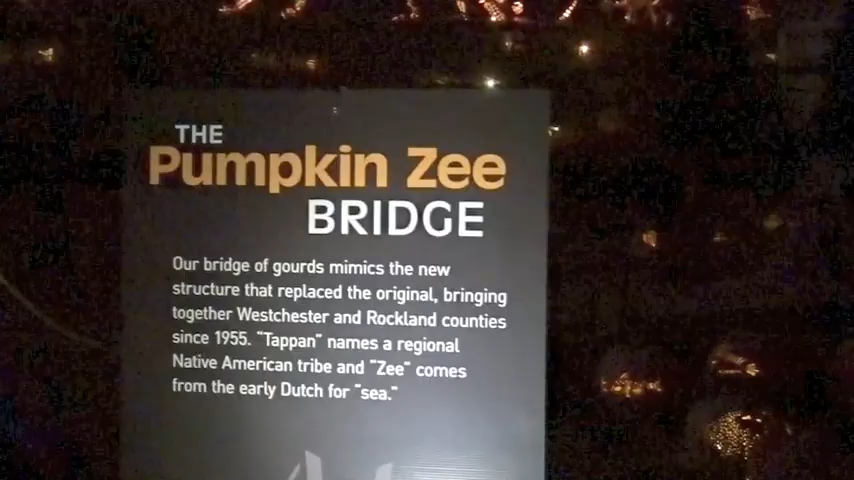 THE
Pumpkin Zee
BRIDGE
Our bridge of gourds mimics the new
structure that replaced the original, bringing
together Westchester and Rockland counties
since 1955. "Tappan" names a regional
Native American tribe and "Zee" comes
from the early Dutch for "sea."